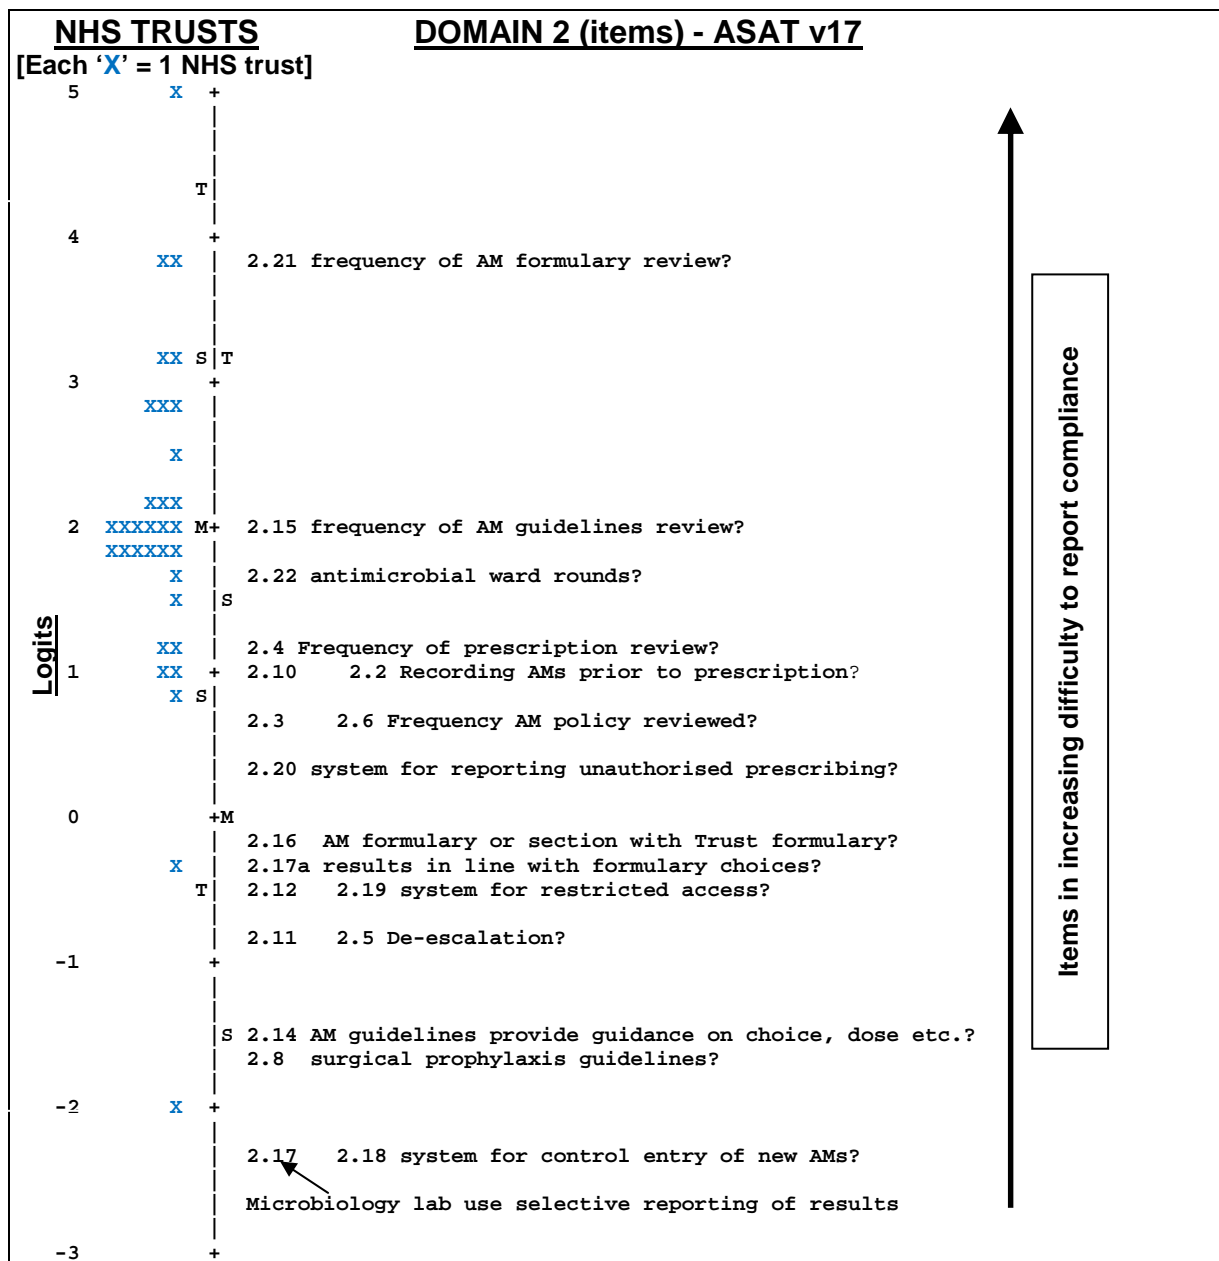 NHS TRUSTS DOMAIN 2 (items) - ASAT v17
[Each ‘X’ = 1 NHS trust]
5 X +
T|
4 +
XX | 2.21 frequency of AM formulary review?
XX S|T
3 +
XXX |
X |
XXX |
2 XXXXXX M+ 2.15 frequency of AM guidelines review?
XXXXXX |
X | 2.22 antimicrobial ward rounds?
X |S
XX | 2.4 Frequency of prescription review?
1 XX + 2.10 2.2 Recording AMs prior to prescription?
X S|
| 2.3 2.6 Frequency AM policy reviewed?
| 2.20 system for reporting unauthorised prescribing?
0 +M
| 2.16 AM formulary or section with Trust formulary?
X | 2.17a results in line with formulary choices?
T| 2.12 2.19 system for restricted access?
| 2.11 2.5 De-escalation?
-1 +
|S 2.14 AM guidelines provide guidance on choice, dose etc.?
| 2.8 surgical prophylaxis guidelines?
-2 X +
| 2.17 2.18 system for control entry of new AMs?
| Microbiology lab use selective reporting of results
-3 +
Logits
Items in increasing difficulty to report compliance